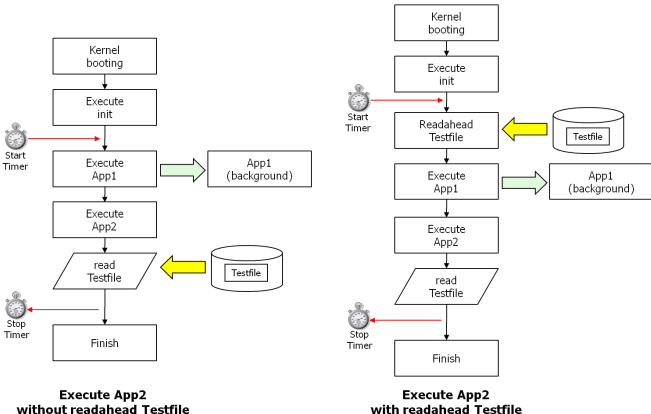 Kernel
booting
Execute
init
Start
Timer
Execute
App1
App1
(background)
Execute
App2
read
Testfile
Testfile
Stop
Timer
Finish
Execute App2
without readahead Testfile
Kernel
booting
Execute
init
Start
Timer
Readahead
Testfile
Testfile
Execute
App1
App1
(background)
Execute
App2
read
Testfile
Stop
Timer
Finish
Execute App2
with readahead Testfile